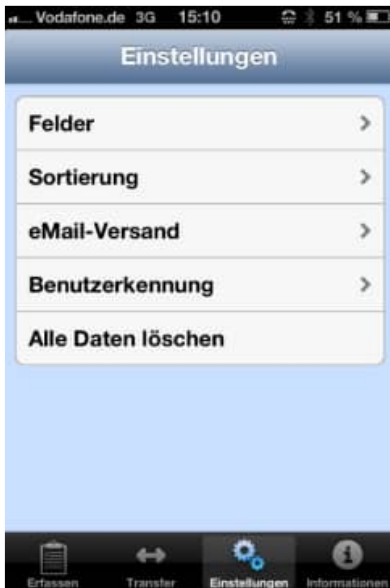 Vodafone.de 3G 15:10 51 %
Einstellungen
Felder
Sortierung
eMail-Versand
Benutzerkennung
Alle Daten löschen
Erfassen Transfer Einstellungen Informationen